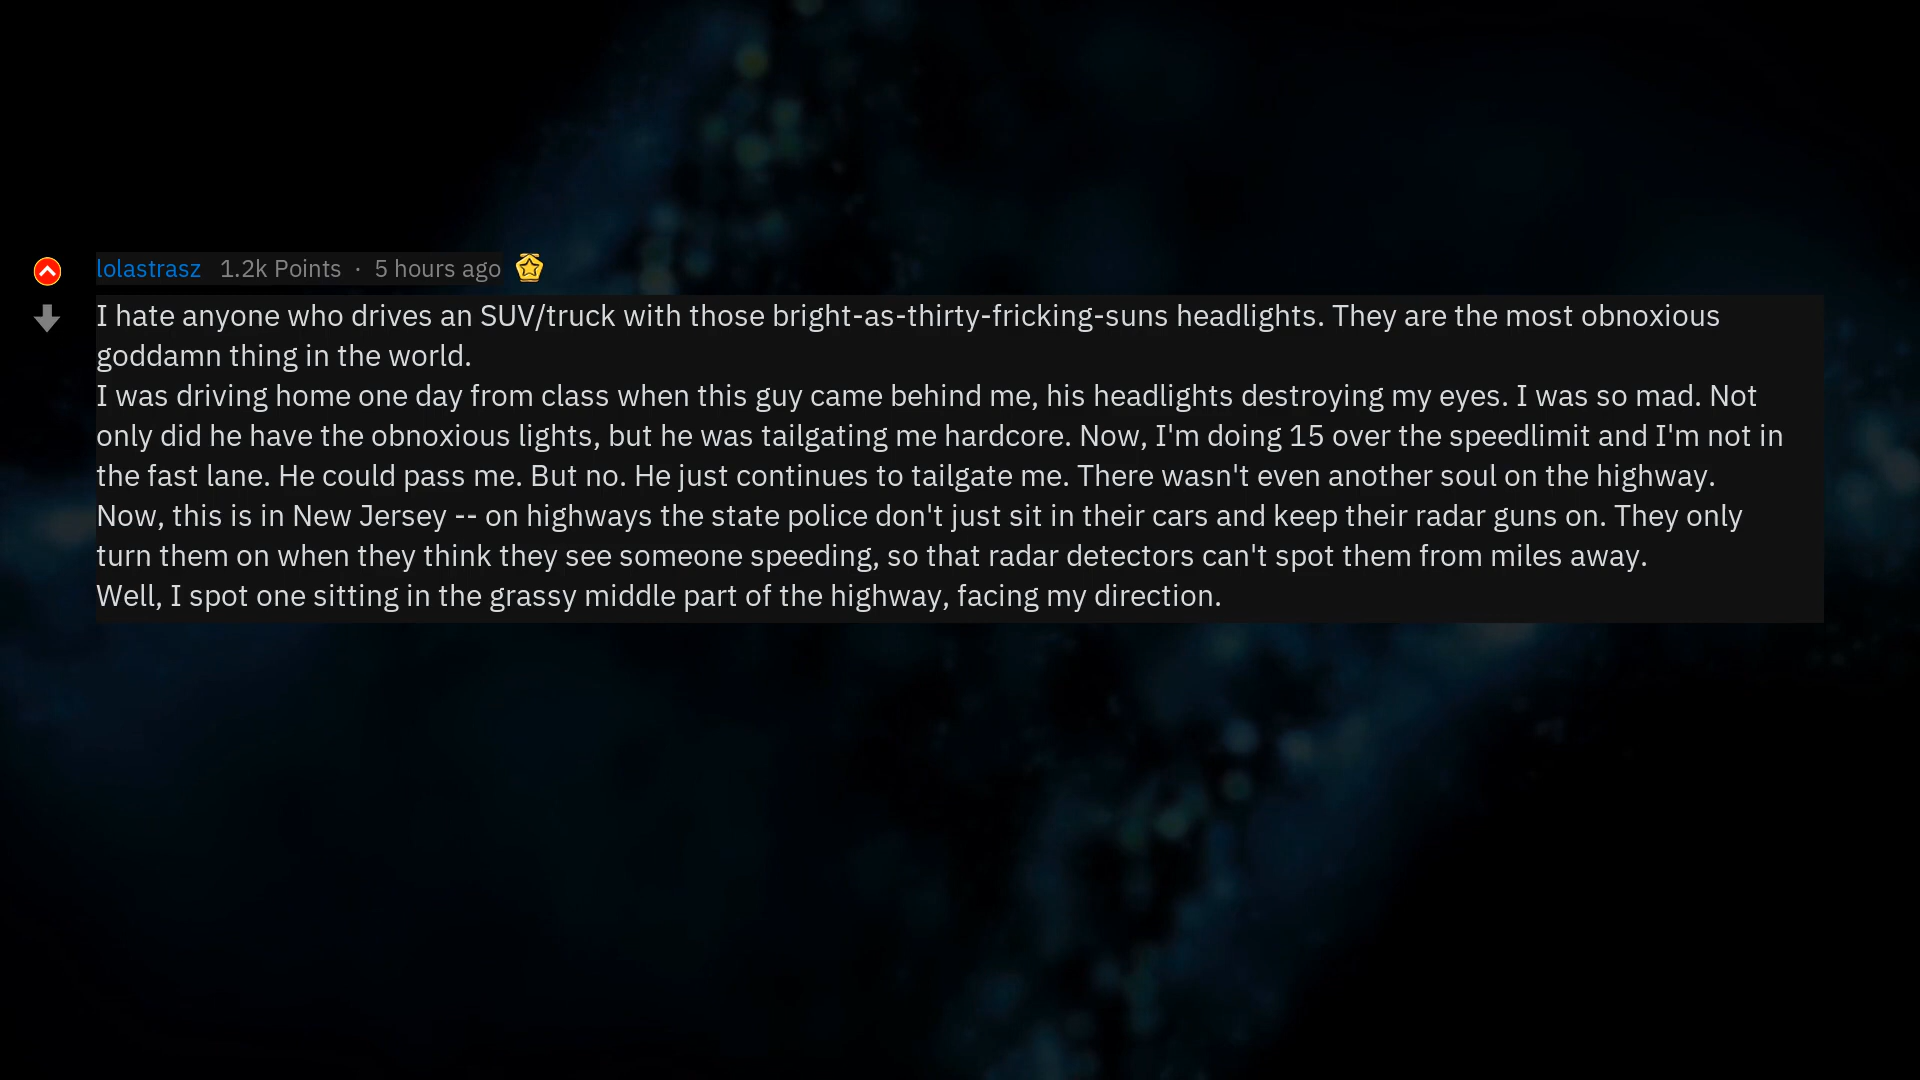 lolastrasz 1.2k Points · 5 hours ago
I hate anyone who drives an SUV/truck with those bright-as-thirty-fricking-suns headlights. They are the most obnoxious
goddamn thing in the world.
I was driving home one day from class when this guy came behind me, his headlights destroying my eyes. I was so mad. Not
only did he have the obnoxious lights, but he was tailgating me hardcore. Now, I'm doing 15 over the speedlimit and I'm not in
the fast lane. He could pass me. But no. He just continues to tailgate me. There wasn't even another soul on the highway.
Now, this is in New Jersey -- on highways the state police don't just sit in their cars and keep their radar guns on. They only
turn them on when they think they see someone speeding, so that radar detectors can't spot them from miles away.
Well, I spot one sitting in the grassy middle part of the highway, facing my direction.